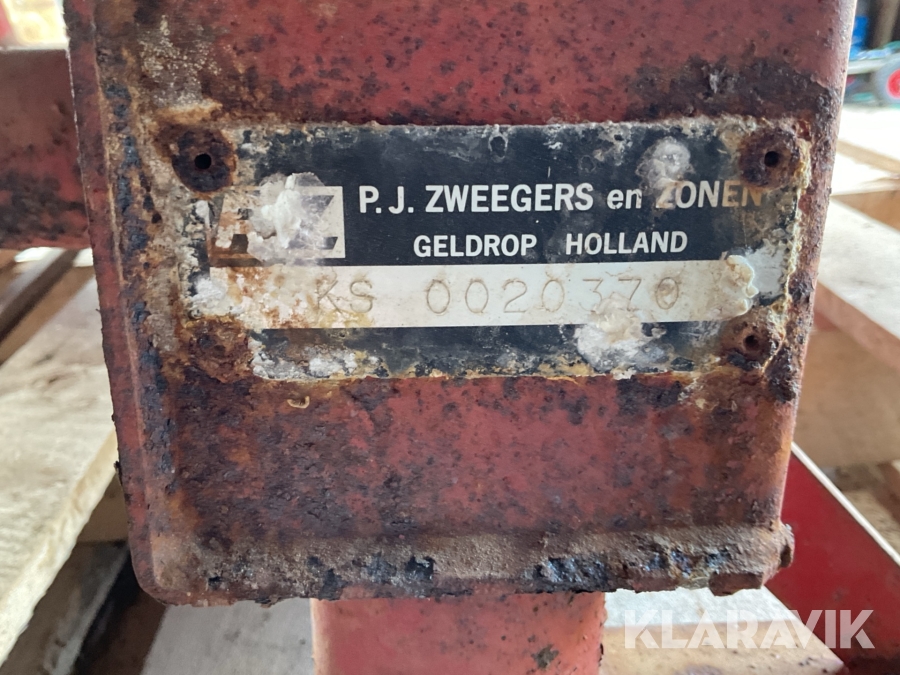 P.J. ZWEEGERS en ZONEN
GELDROP HOLLAND
KS 0020370
KLARAVIK